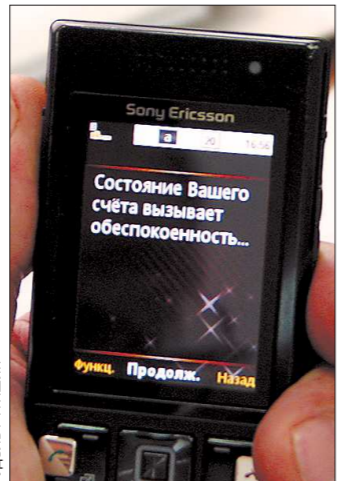 Sony Ericsson
a 16:56
Состояние Вашего
счёта вызывает
обеспокоенность...
Функц. Продолж. Назад